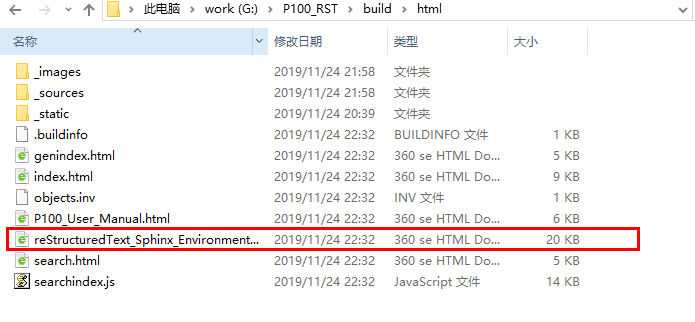 此电脑 > work (G:) > P100_RST > build > html
名称 修改日期 类型 大小
_images 2019/11/24 21:58 文件夹
_sources 2019/11/24 21:58 文件夹
_static 2019/11/24 20:39 文件夹
.buildinfo 2019/11/24 22:32 BUILDINFO 文件 1 KB
genindex.html 2019/11/24 22:32 360 se HTML Do... 5 KB
index.html 2019/11/24 22:32 360 se HTML Do... 9 KB
objects.inv 2019/11/24 22:32 INV 文件 1 KB
P100_User_Manual.html 2019/11/24 22:32 360 se HTML Do... 6 KB
reStructuredText_Sphinx_Environment... 2019/11/24 22:32 360 se HTML Do... 20 KB
search.html 2019/11/24 22:32 360 se HTML Do... 5 KB
searchindex.js 2019/11/24 22:32 JavaScript 文件 14 KB